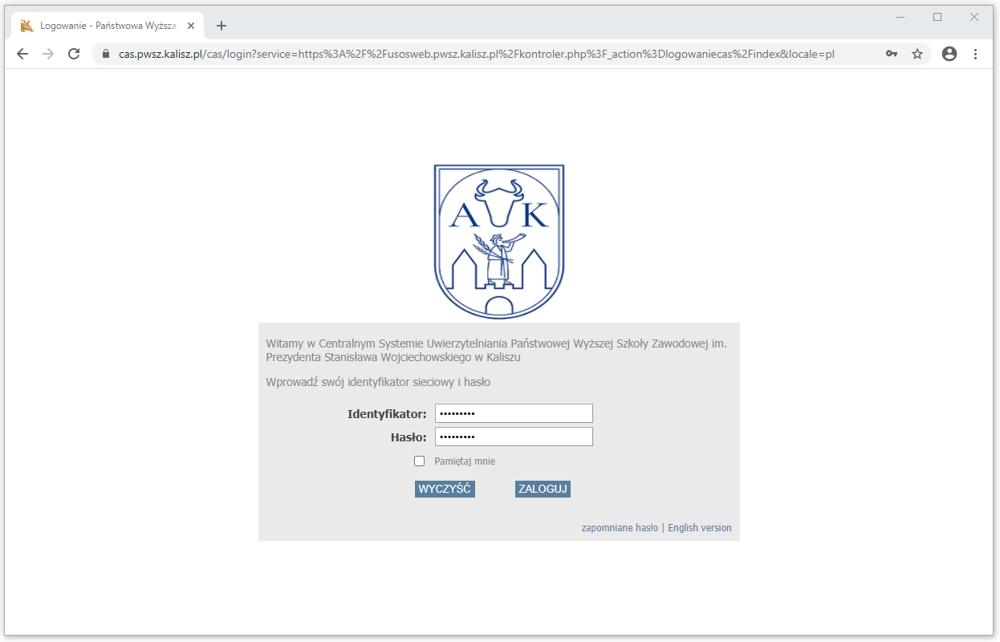 Logowanie - Państwowa Wyższa
cas.pwsz.kalisz.pl/cas/login?service=https%3A%2F%2Fusosweb.pwsz.kalisz.pl%2Fkontroler.php%3F_action%3Dlogowaniecas%2Findex&locale=pl
A K
Witamy w Centralnym Systemie Uwierzytelniania Państwowej Wyższej Szkoły Zawodowej im.
Prezydenta Stanisława Wojciechowskiego w Kaliszu
Wprowadź swój identyfikator sieciowy i hasło
Identyfikator: •••••••••
Hasło: •••••••••
Pamiętaj mnie
WYCZYŚĆ ZALOGUJ
zapomniane hasło | English version